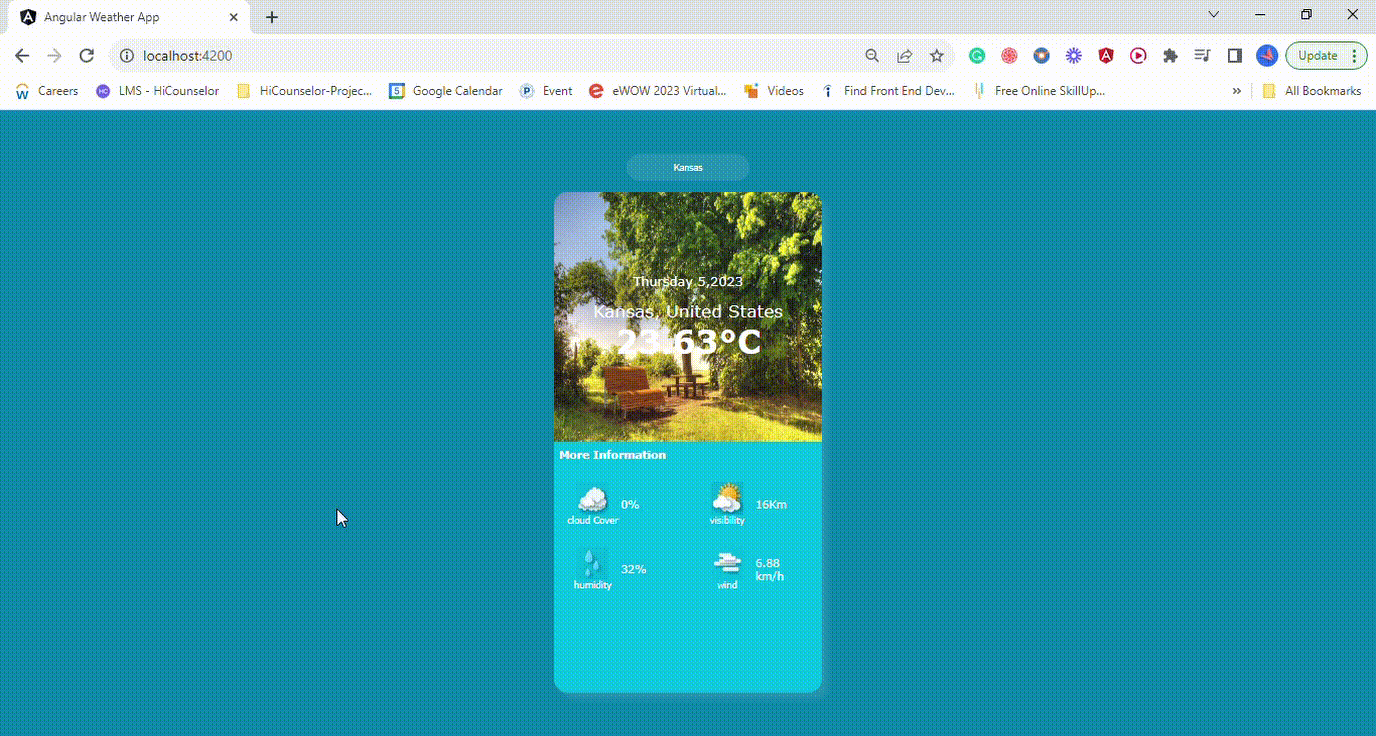 Angular Weather App
localhost:4200
Update
Careers
LMS - HiCounselor
HiCounselor-Projec...
Google Calendar
Event
eWOW 2023 Virtual...
Videos
Find Front End Dev...
Free Online SkillUp...
»
All Bookmarks
Kansas
Thursday 5,2023
Kansas, United States
23.63°C
More Information
0%
cloud Cover
16Km
visibility
32%
humidity
6.88
km/h
wind